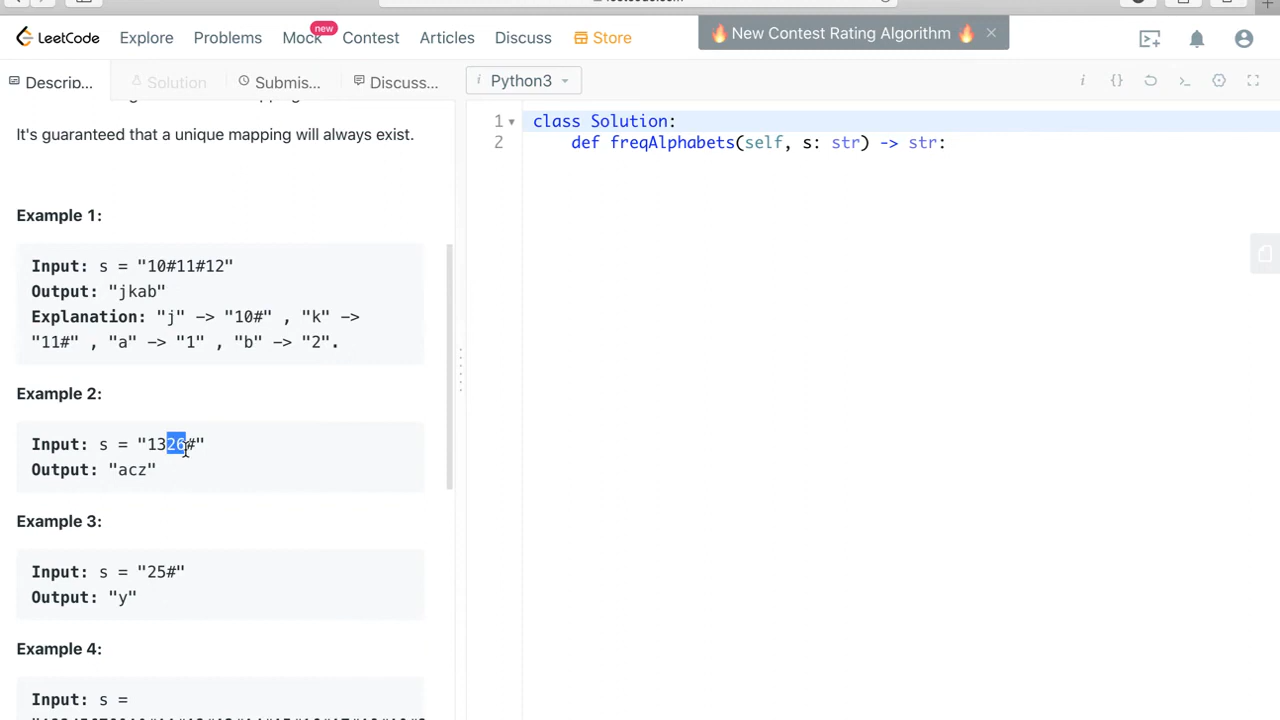 new
LeetCode Explore Problems Mock Contest Articles Discuss Store
🔥 New Contest Rating Algorithm 🔥 ×
Descrip... Solution Submis... Discuss...
i Python3
i {}
It's guaranteed that a unique mapping will always exist.
Example 1:
Input: s = "10#11#12"
Output: "jkab"
Explanation: "j" -> "10#" , "k" ->
"11#" , "a" -> "1" , "b" -> "2".
Example 2:
Input: s = "1326#"
Output: "acz"
Example 3:
Input: s = "25#"
Output: "y"
Example 4:
Input: s =
1 class Solution:
2 def freqAlphabets(self, s: str) -> str: